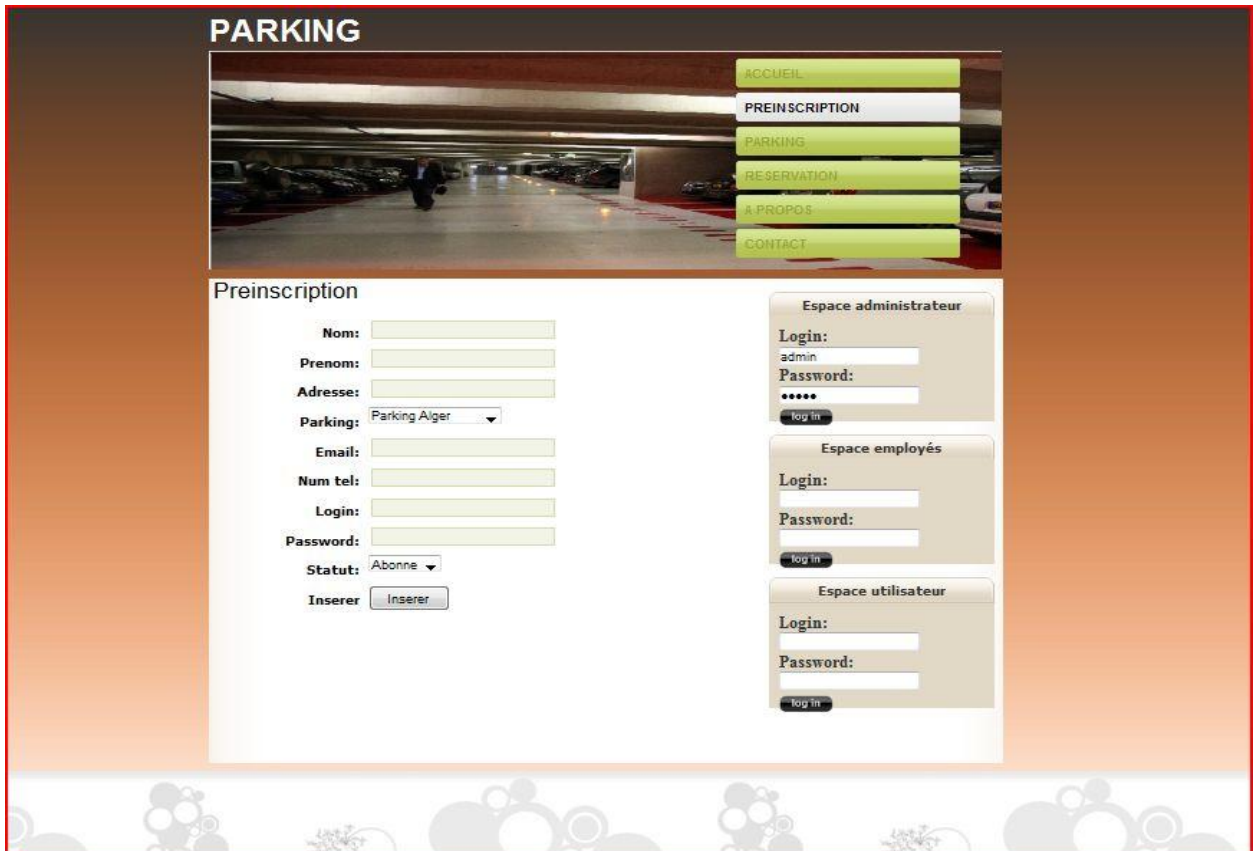 PARKING
ACCUEIL
PREINSCRIPTION
PARKING
RESERVATION
A PROPOS
CONTACT
Preinscription
Nom:
Prenom:
Adresse:
Parking: Parking Alger
Email:
Num tel:
Login:
Password:
Statut: Abonne
Inserer Inserer
Espace administrateur
Login:
admin
Password:
•••••
log in
Espace employés
Login:
Password:
log in
Espace utilisateur
Login:
Password:
log in